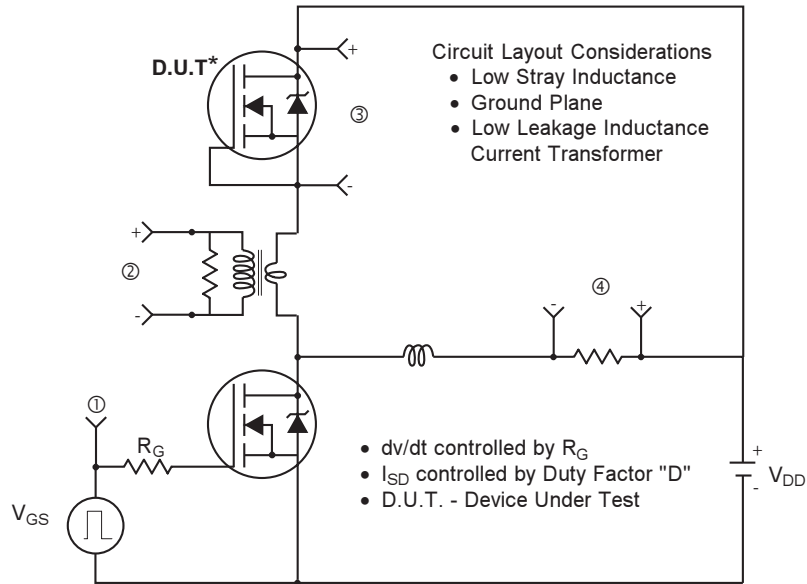 D.U.T*
+
Circuit Layout Considerations
• Low Stray Inductance
③
• Ground Plane
• Low Leakage Inductance
Current Transformer
-
+
②
-
④
-
+
①
R_G
V_GS
• dv/dt controlled by R_G
• I_SD controlled by Duty Factor "D"
• D.U.T. - Device Under Test
+
V_DD
-